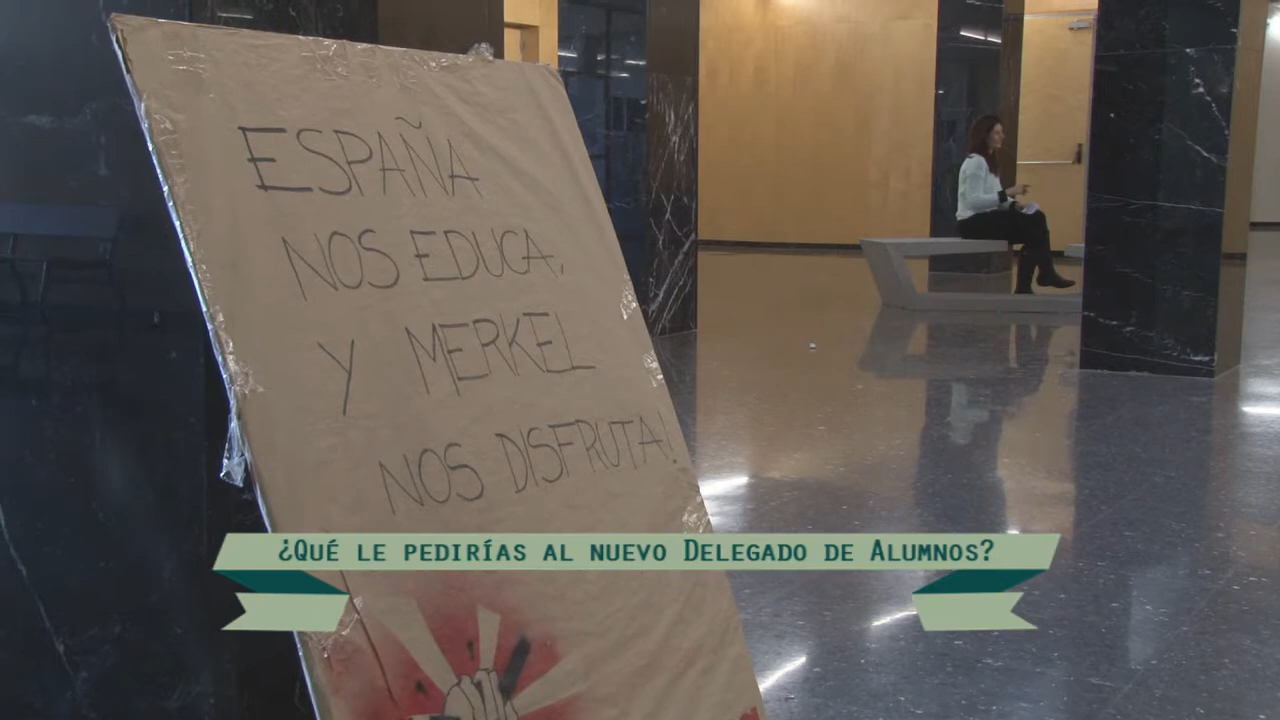 ESPAÑA
NOS EDUCA,
Y MERKEL
NOS DISFRUTA!
¿Qué le pedirías al nuevo Delegado de Alumnos?